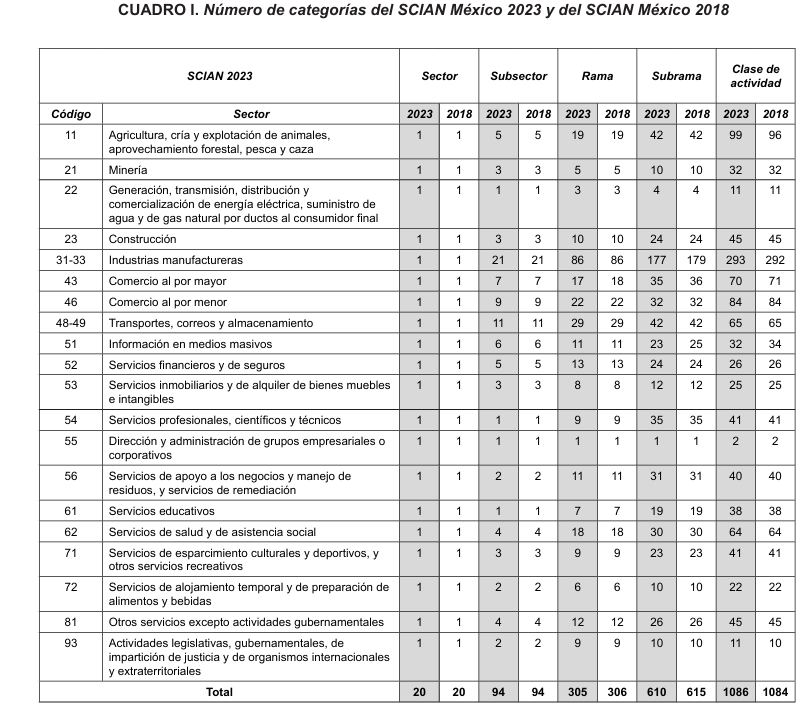 CUADRO I. Número de categorías del SCIAN México 2023 y del SCIAN México 2018
SCIAN 2023 Sector Subsector Rama Subrama Clase de
actividad
Código Sector 2023 2018 2023 2018 2023 2018 2023 2018 2023 2018
11 Agricultura, cría y explotación de animales, 1 1 5 5 19 19 42 42 99 96
aprovechamiento forestal, pesca y caza
21 Minería 1 1 3 3 5 5 10 10 32 32
22 Generación, transmisión, distribución y 1 1 1 1 3 3 4 4 11 11
comercialización de energía eléctrica, suministro de
agua y de gas natural por ductos al consumidor final
23 Construcción 1 1 3 3 10 10 24 24 45 45
31-33 Industrias manufactureras 1 1 21 21 86 86 177 179 293 292
43 Comercio al por mayor 1 1 7 7 17 18 35 36 70 71
46 Comercio al por menor 1 1 9 9 22 22 32 32 84 84
48-49 Transportes, correos y almacenamiento 1 1 11 11 29 29 42 42 65 65
51 Información en medios masivos 1 1 6 6 11 11 23 25 32 34
52 Servicios financieros y de seguros 1 1 5 5 13 13 24 24 26 26
53 Servicios inmobiliarios y de alquiler de bienes muebles 1 1 3 3 8 8 12 12 25 25
e intangibles
54 Servicios profesionales, científicos y técnicos 1 1 1 1 9 9 35 35 41 41
55 Dirección y administración de grupos empresariales o 1 1 1 1 1 1 1 1 2 2
corporativos
56 Servicios de apoyo a los negocios y manejo de 1 1 2 2 11 11 31 31 40 40
residuos, y servicios de remediación
61 Servicios educativos 1 1 1 1 7 7 19 19 38 38
62 Servicios de salud y de asistencia social 1 1 4 4 18 18 30 30 64 64
71 Servicios de esparcimiento culturales y deportivos, y 1 1 3 3 9 9 23 23 41 41
otros servicios recreativos
72 Servicios de alojamiento temporal y de preparación de 1 1 2 2 6 6 10 10 22 22
alimentos y bebidas
81 Otros servicios excepto actividades gubernamentales 1 1 4 4 12 12 26 26 45 45
93 Actividades legislativas, gubernamentales, de 1 1 2 2 9 9 10 10 11 10
impartición de justicia y de organismos internacionales
y extraterritoriales
Total 20 20 94 94 305 306 610 615 1086 1084